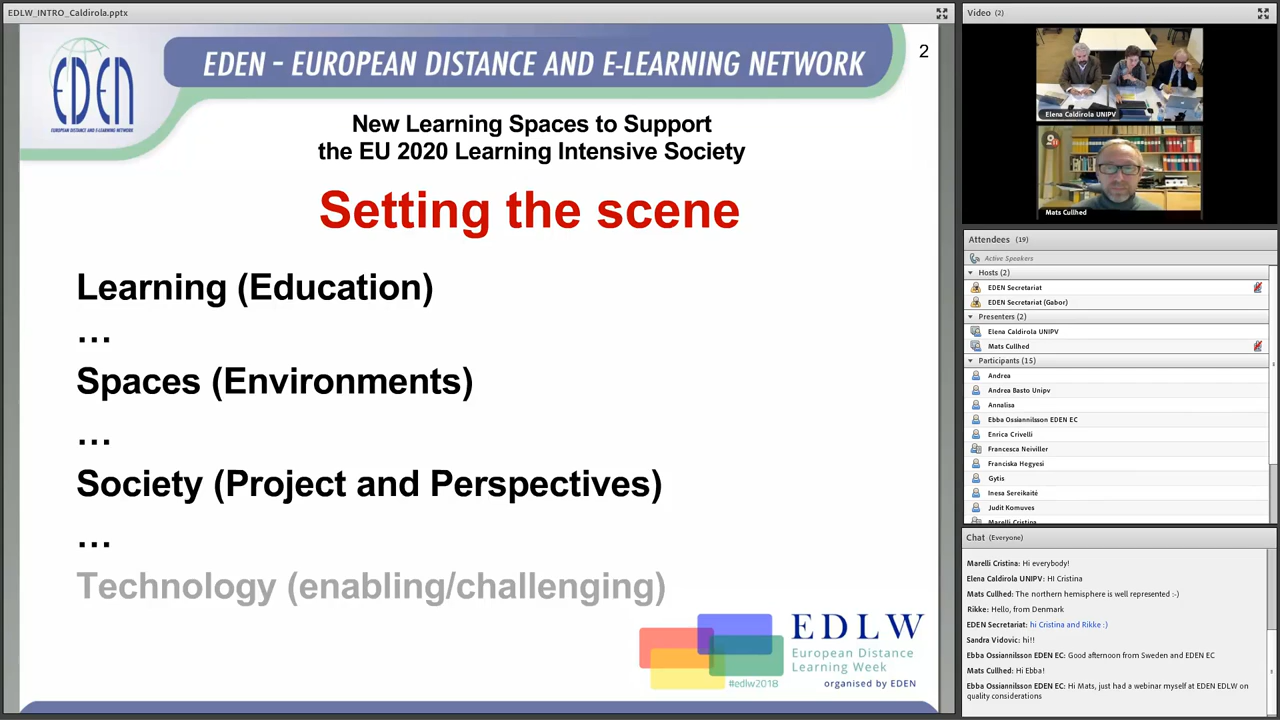 EDLW_INTRO_Caldirola.pptx
EDEN
EUROPEAN DISTANCE AND E-LEARNING NETWORK
EDEN – EUROPEAN DISTANCE AND E-LEARNING NETWORK
2
New Learning Spaces to Support
the EU 2020 Learning Intensive Society
Setting the scene
Learning (Education)
...
Spaces (Environments)
...
Society (Project and Perspectives)
...
Technology (enabling/challenging)
EDLW
European Distance
Learning Week
#edlw2018
organised by EDEN
Video (2)
Elena Caldirola UNIPV
Mats Cullhed
Attendees (19)
Active Speakers
Hosts (2)
EDEN Secretariat
EDEN Secretariat (Gabor)
Presenters (2)
Elena Caldirola UNIPV
Mats Cullhed
Participants (15)
Andrea
Andrea Basto Unipv
Annalisa
Ebba Ossiannilsson EDEN EC
Enrica Crivelli
Francesca Neiviller
Franciska Hegyesi
Gytis
Inesa Sereikaitė
Judit Komuves
Marelli Cristina
Chat (Everyone)
Marelli Cristina: Hi everybody!
Elena Caldirola UNIPV: HI Cristina
Mats Cullhed: The northern hemisphere is well represented :-)
Rikke: Hello, from Denmark
EDEN Secretariat: hi Cristina and Rikke :)
Sandra Vidovic: hi!!
Ebba Ossiannilsson EDEN EC: Good afternoon from Sweden and EDEN EC
Mats Cullhed: Hi Ebba!
Ebba Ossiannilsson EDEN EC: Hi Mats, just had a webinar myself at EDEN EDLW on
quality considerations